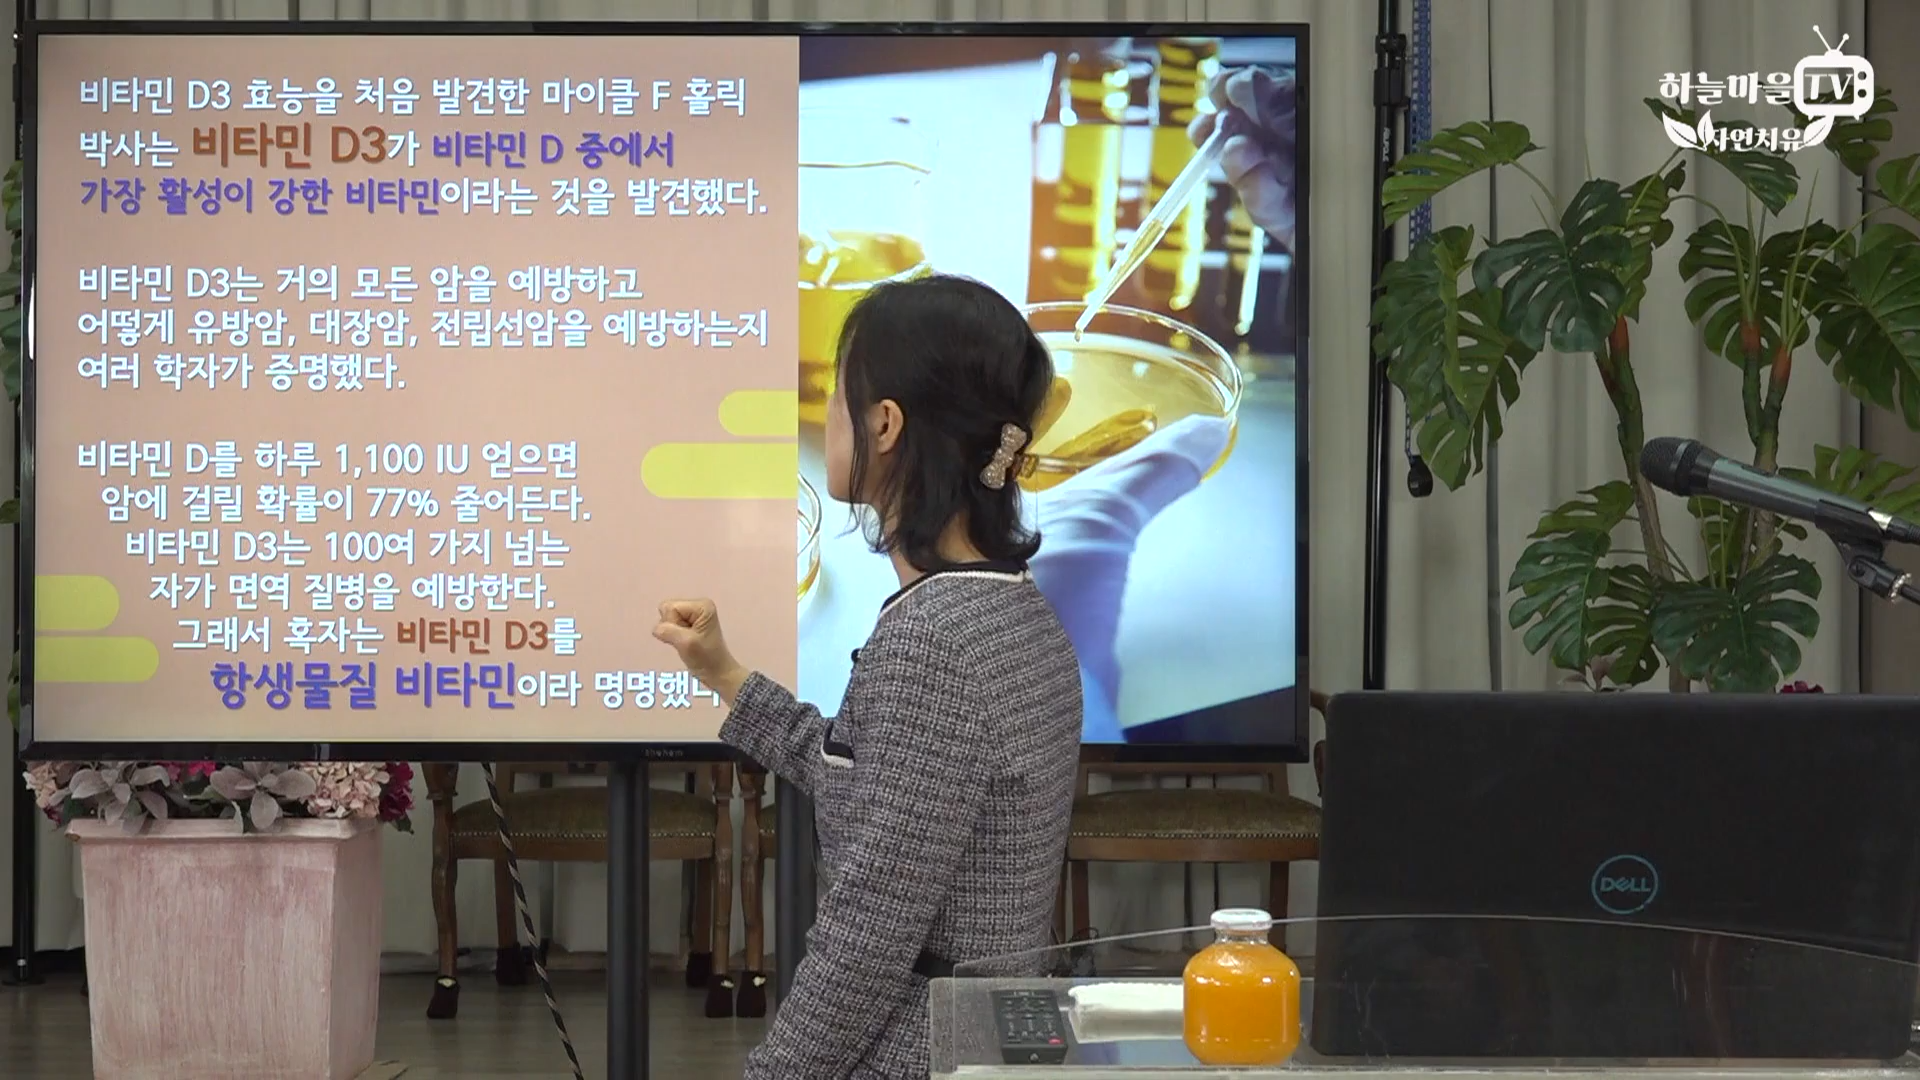 비타민 D3 효능을 처음 발견한 마이클 F 홀릭
박사는 비타민 D3가 비타민 D 중에서
가장 활성이 강한 비타민이라는 것을 발견했다.
비타민 D3는 거의 모든 암을 예방하고
어떻게 유방암, 대장암, 전립선암을 예방하는지
여러 학자가 증명했다.
비타민 D를 하루 1,100 IU 얻으면
암에 걸릴 확률이 77% 줄어든다.
비타민 D3는 100여 가지 넘는
자가 면역 질병을 예방한다.
그래서 혹자는 비타민 D3를
항생물질 비타민이라 명명했다
하늘마을 TV
자연치유
DELL